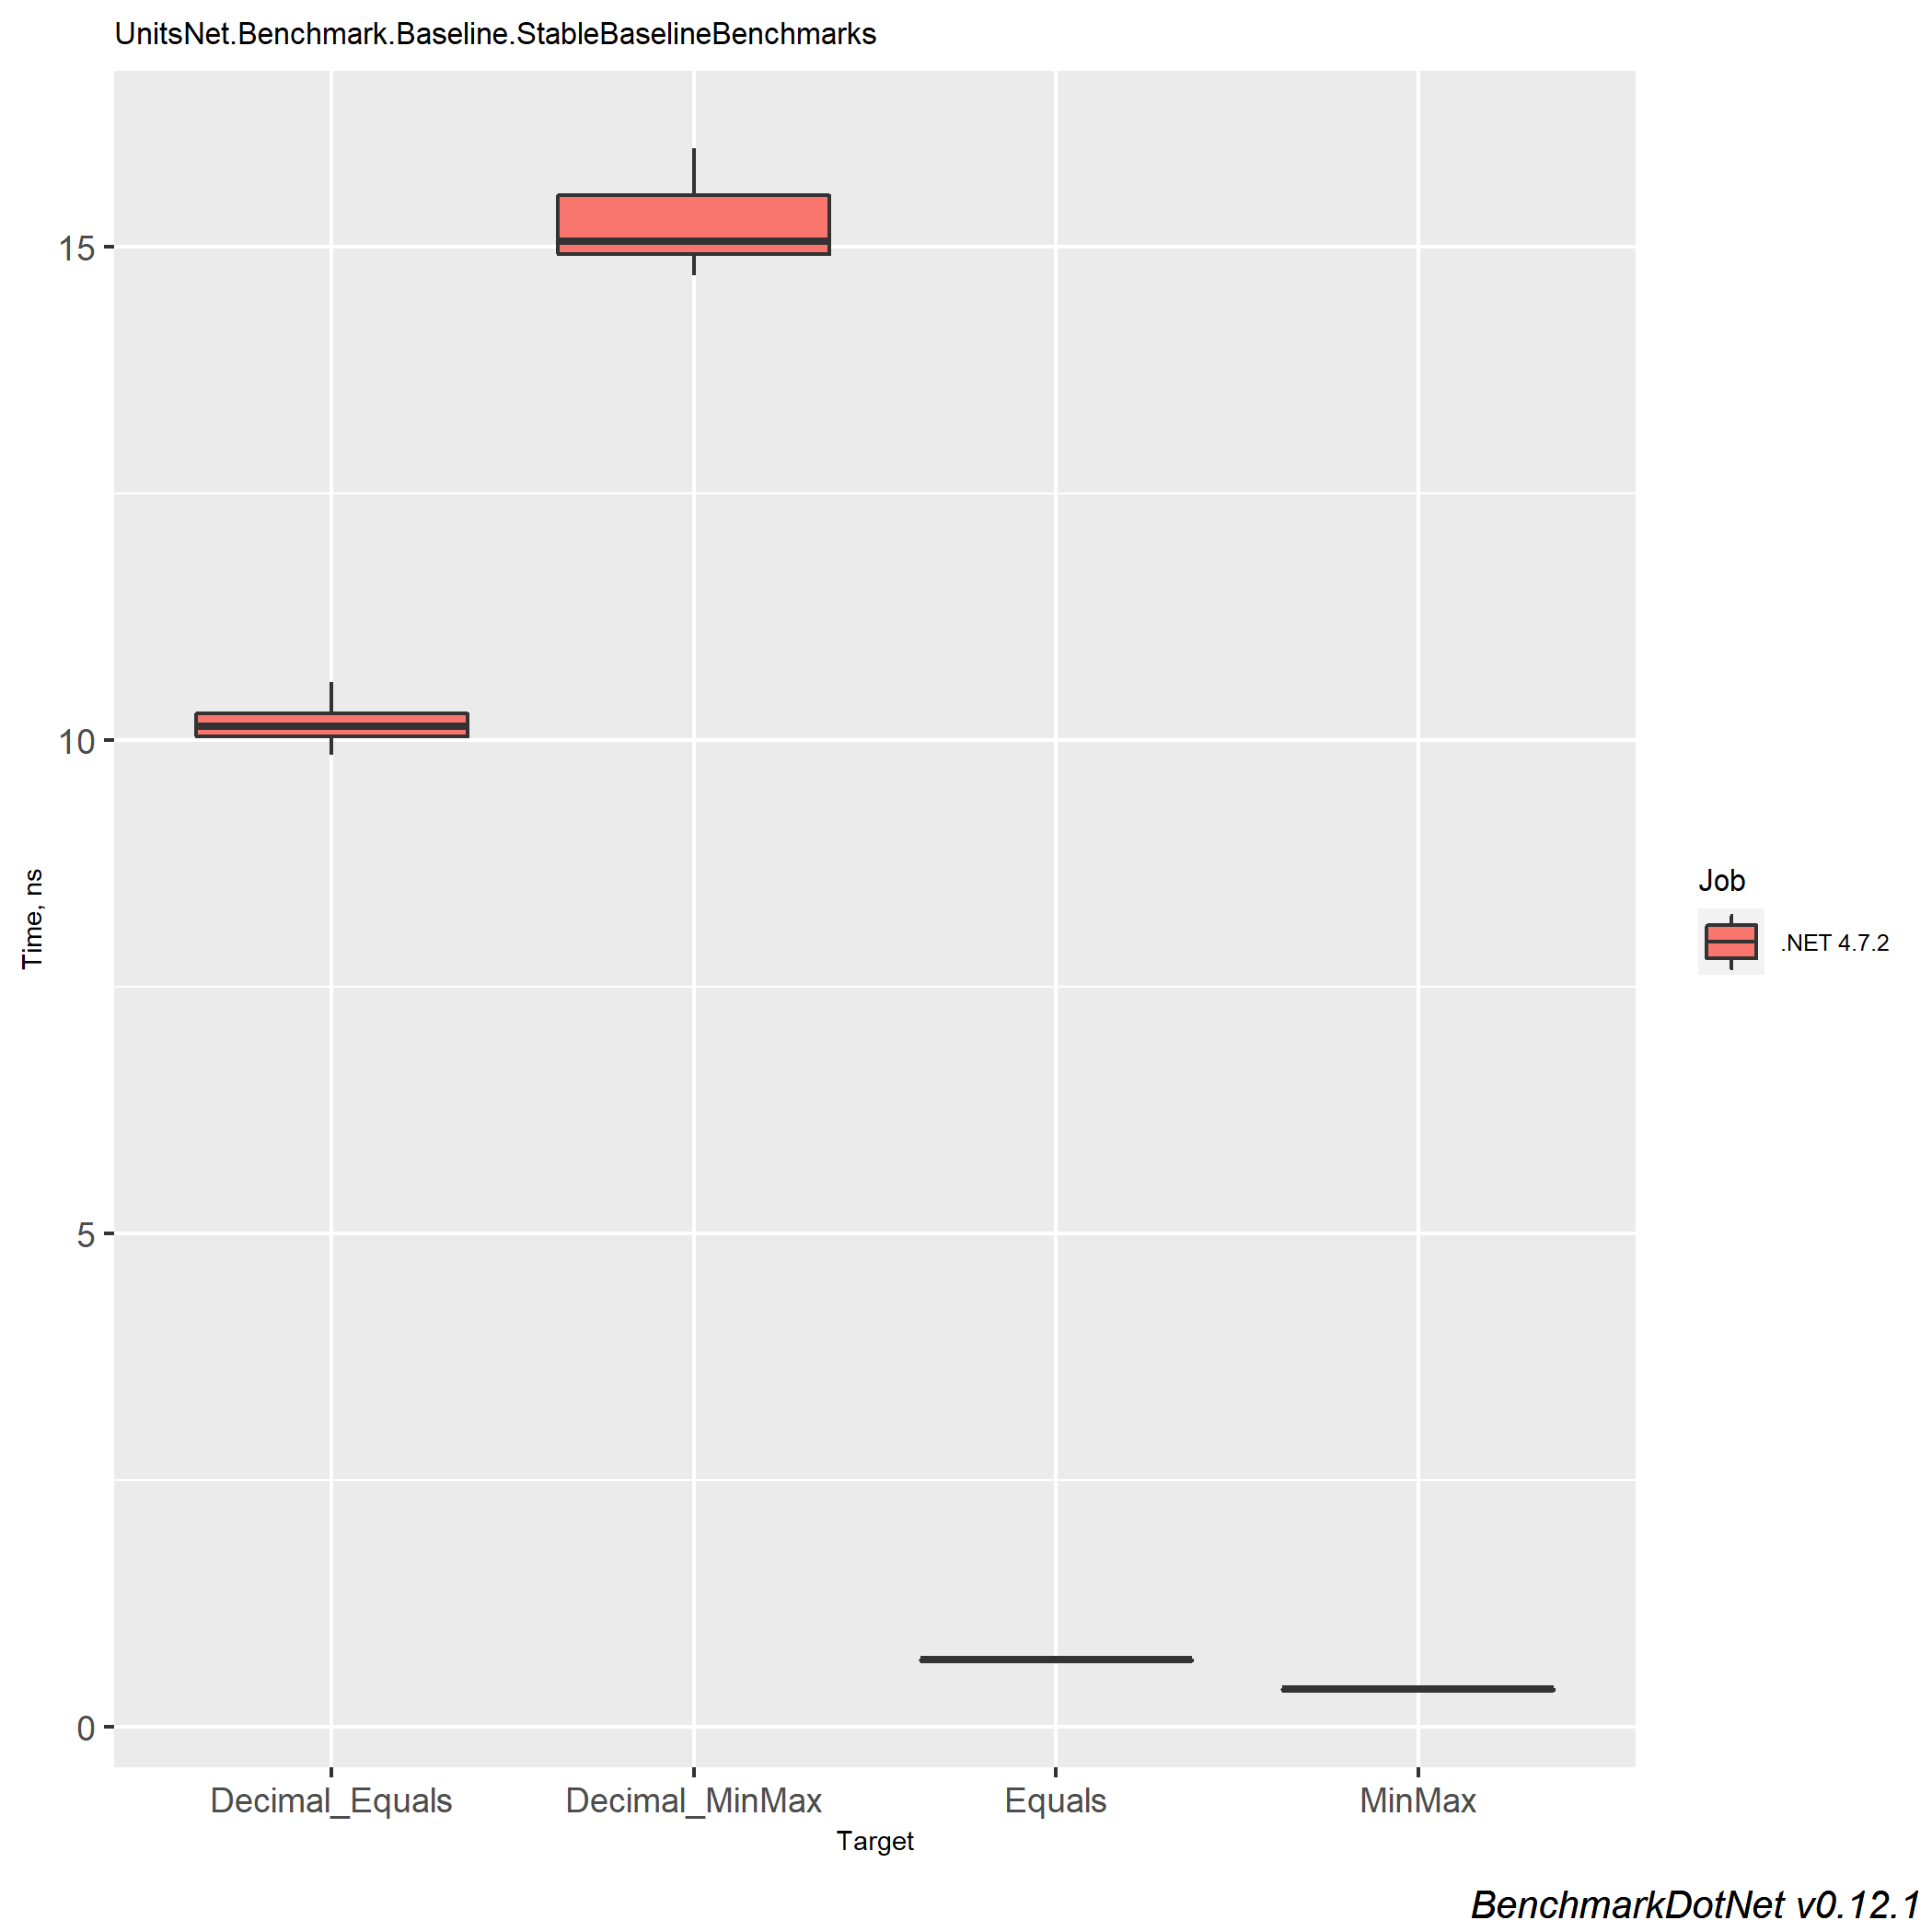 UnitsNet.Benchmark.Baseline.StableBaselineBenchmarks
15
10
5
0
Time, ns
Decimal_Equals
Decimal_MinMax
Equals
MinMax
Target
Job
.NET 4.7.2
BenchmarkDotNet v0.12.1